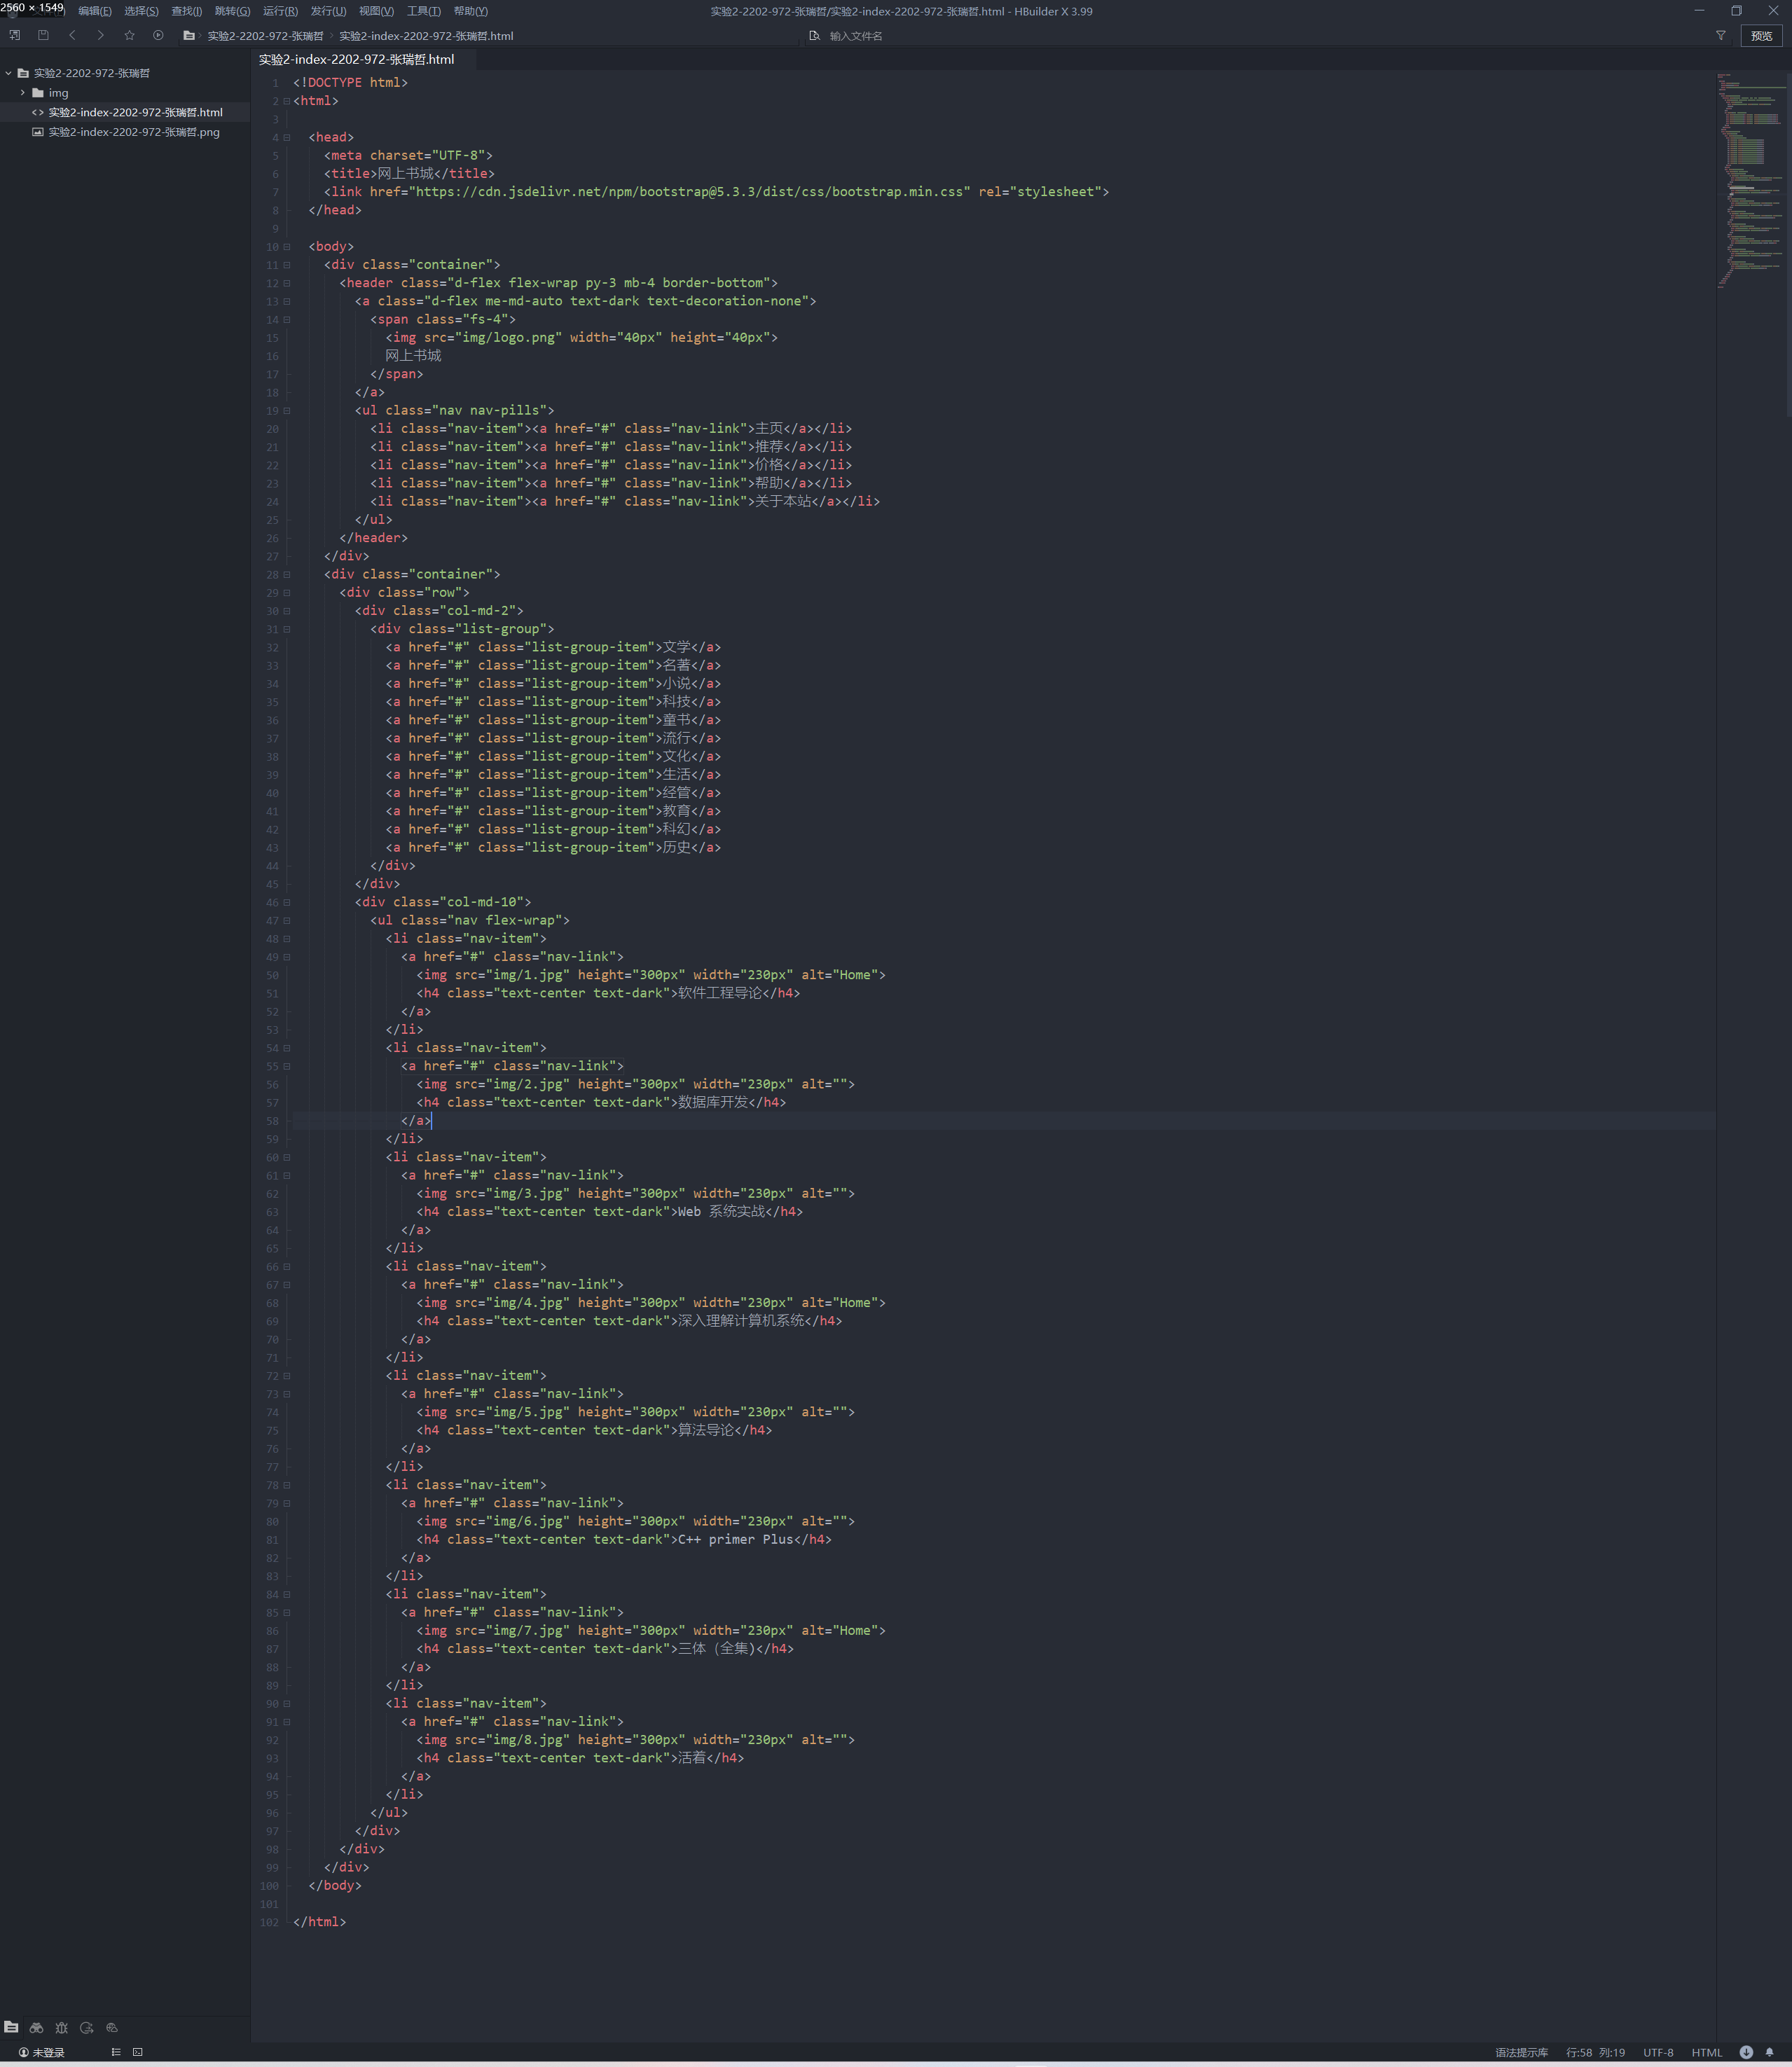 2560 × 1549
编辑(E) 选择(S) 查找(I) 跳转(G) 运行(R) 发行(U) 视图(V) 工具(T) 帮助(Y)
实验2-2202-972-张瑞哲/实验2-index-2202-972-张瑞哲.html - HBuilder X 3.99
实验2-2202-972-张瑞哲 实验2-index-2202-972-张瑞哲.html
输入文件名
预览
实验2-2202-972-张瑞哲
img
<> 实验2-index-2202-972-张瑞哲.html
实验2-index-2202-972-张瑞哲.png
实验2-index-2202-972-张瑞哲.html
1 <!DOCTYPE html>
2 <html>
3
4 <head>
5 <meta charset="UTF-8">
6 <title>网上书城</title>
7 <link href="https://cdn.jsdelivr.net/npm/bootstrap@5.3.3/dist/css/bootstrap.min.css" rel="stylesheet">
8 </head>
9
10 <body>
11 <div class="container">
12 <header class="d-flex flex-wrap py-3 mb-4 border-bottom">
13 <a class="d-flex me-md-auto text-dark text-decoration-none">
14 <span class="fs-4">
15 <img src="img/logo.png" width="40px" height="40px">
16 网上书城
17 </span>
18 </a>
19 <ul class="nav nav-pills">
20 <li class="nav-item"><a href="#" class="nav-link">主页</a></li>
21 <li class="nav-item"><a href="#" class="nav-link">推荐</a></li>
22 <li class="nav-item"><a href="#" class="nav-link">价格</a></li>
23 <li class="nav-item"><a href="#" class="nav-link">帮助</a></li>
24 <li class="nav-item"><a href="#" class="nav-link">关于本站</a></li>
25 </ul>
26 </header>
27 </div>
28 <div class="container">
29 <div class="row">
30 <div class="col-md-2">
31 <div class="list-group">
32 <a href="#" class="list-group-item">文学</a>
33 <a href="#" class="list-group-item">名著</a>
34 <a href="#" class="list-group-item">小说</a>
35 <a href="#" class="list-group-item">科技</a>
36 <a href="#" class="list-group-item">童书</a>
37 <a href="#" class="list-group-item">流行</a>
38 <a href="#" class="list-group-item">文化</a>
39 <a href="#" class="list-group-item">生活</a>
40 <a href="#" class="list-group-item">经管</a>
41 <a href="#" class="list-group-item">教育</a>
42 <a href="#" class="list-group-item">科幻</a>
43 <a href="#" class="list-group-item">历史</a>
44 </div>
45 </div>
46 <div class="col-md-10">
47 <ul class="nav flex-wrap">
48 <li class="nav-item">
49 <a href="#" class="nav-link">
50 <img src="img/1.jpg" height="300px" width="230px" alt="Home">
51 <h4 class="text-center text-dark">软件工程导论</h4>
52 </a>
53 </li>
54 <li class="nav-item">
55 <a href="#" class="nav-link">
56 <img src="img/2.jpg" height="300px" width="230px" alt="">
57 <h4 class="text-center text-dark">数据库开发</h4>
58 </a>
59 </li>
60 <li class="nav-item">
61 <a href="#" class="nav-link">
62 <img src="img/3.jpg" height="300px" width="230px" alt="">
63 <h4 class="text-center text-dark">Web 系统实战</h4>
64 </a>
65 </li>
66 <li class="nav-item">
67 <a href="#" class="nav-link">
68 <img src="img/4.jpg" height="300px" width="230px" alt="Home">
69 <h4 class="text-center text-dark">深入理解计算机系统</h4>
70 </a>
71 </li>
72 <li class="nav-item">
73 <a href="#" class="nav-link">
74 <img src="img/5.jpg" height="300px" width="230px" alt="">
75 <h4 class="text-center text-dark">算法导论</h4>
76 </a>
77 </li>
78 <li class="nav-item">
79 <a href="#" class="nav-link">
80 <img src="img/6.jpg" height="300px" width="230px" alt="">
81 <h4 class="text-center text-dark">C++ primer Plus</h4>
82 </a>
83 </li>
84 <li class="nav-item">
85 <a href="#" class="nav-link">
86 <img src="img/7.jpg" height="300px" width="230px" alt="Home">
87 <h4 class="text-center text-dark">三体（全集)</h4>
88 </a>
89 </li>
90 <li class="nav-item">
91 <a href="#" class="nav-link">
92 <img src="img/8.jpg" height="300px" width="230px" alt="">
93 <h4 class="text-center text-dark">活着</h4>
94 </a>
95 </li>
96 </ul>
97 </div>
98 </div>
99 </div>
100 </body>
101
102 </html>
未登录
语法提示库 行:58 列:19 UTF-8 HTML